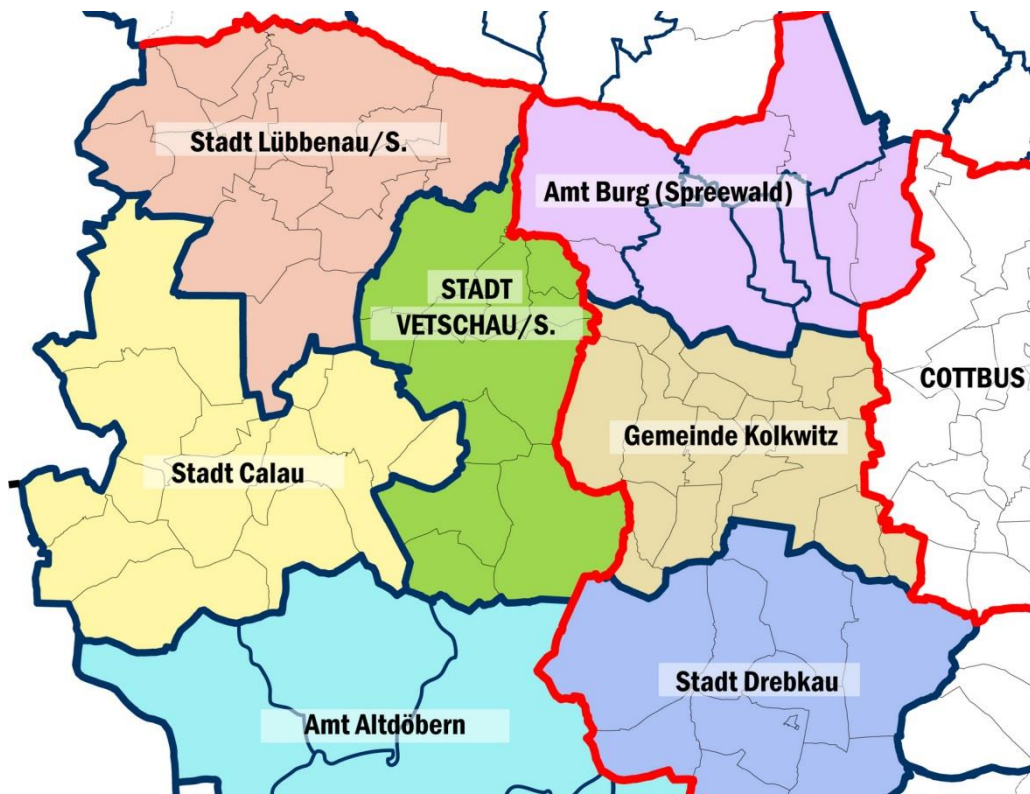 Stadt Lübbenau/S.
Amt Burg (Spreewald)
STADT
VETSCHAU/S.
COTTBUS
Gemeinde Kolkwitz
Stadt Calau
Stadt Drebkau
Amt Altdöbern